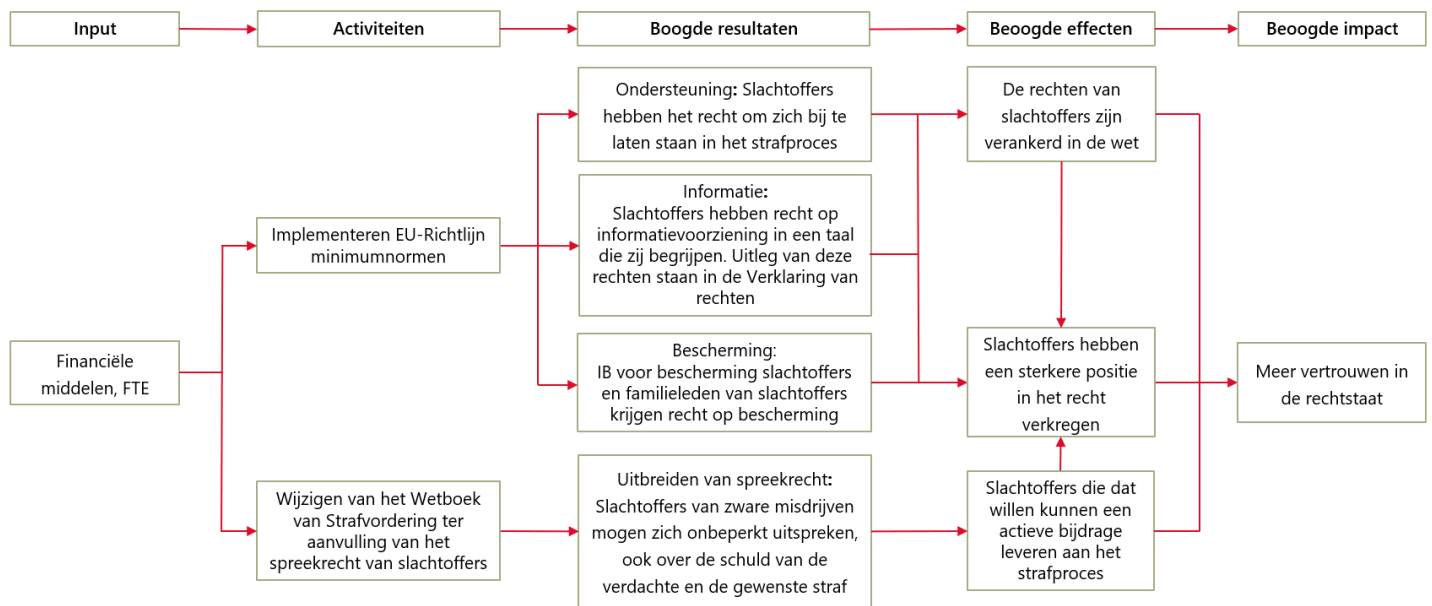 Input
Activiteiten
Boogde resultaten
Beoogde effecten
Beoogde impact
Financiële
middelen, FTE
Implementeren EU-Richtlijn
minimumnormen
Wijzigen van het Wetboek
van Strafvordering ter
aanvulling van het
spreekrecht van slachtoffers
Ondersteuning: Slachtoffers
hebben het recht om zich bij te
laten staan in het strafproces
Informatie:
Slachtoffers hebben recht op
informatievoorziening in een taal
die zij begrijpen. Uitleg van deze
rechten staan in de Verklaring van
rechten
Bescherming:
IB voor bescherming slachtoffers
en familieleden van slachtoffers
krijgen recht op bescherming
Uitbreiden van spreekrecht:
Slachtoffers van zware misdrijven
mogen zich onbeperkt uitspreken,
ook over de schuld van de
verdachte en de gewenste straf
De rechten van
slachtoffers zijn
verankerd in de wet
Slachtoffers hebben
een sterkere positie
in het recht
verkregen
Slachtoffers die dat
willen kunnen een
actieve bijdrage
leveren aan het
strafproces
Meer vertrouwen in
de rechtstaat